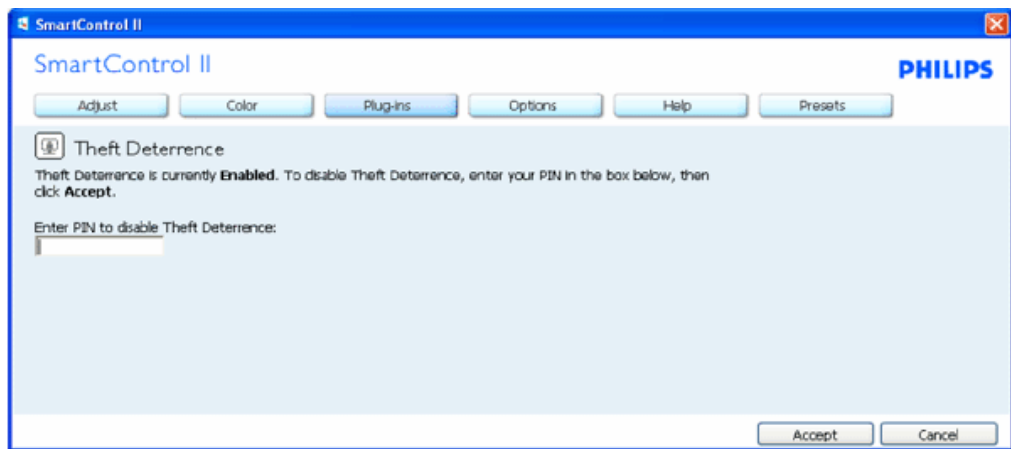 SmartControl II
SmartControl II
PHILIPS
Adjust Color Plug-ins Options Help Presets
Theft Deterrence
Theft Deterrence is currently Enabled. To disable Theft Deterrence, enter your PIN in the box below, then
click Accept.
Enter PIN to disable Theft Deterrence:
Accept Cancel